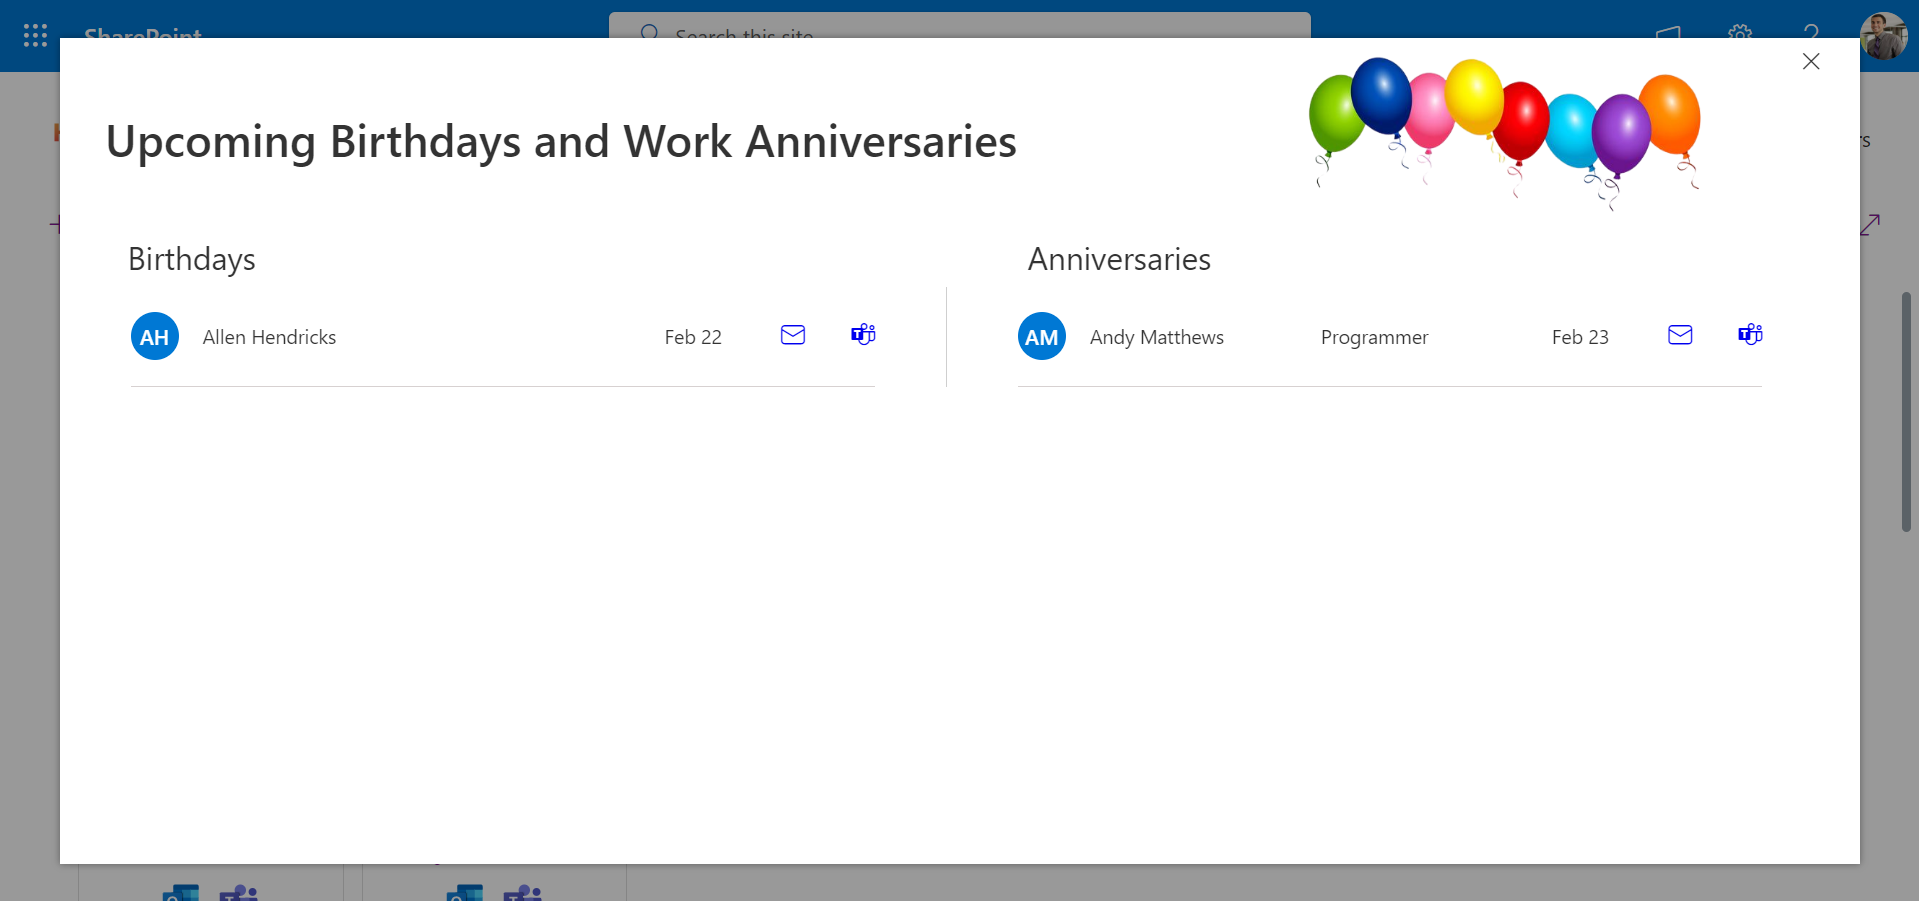 SharePoint
Search this site
Upcoming Birthdays and Work Anniversaries
Birthdays
AH Allen Hendricks Feb 22
Anniversaries
AM Andy Matthews Programmer Feb 23